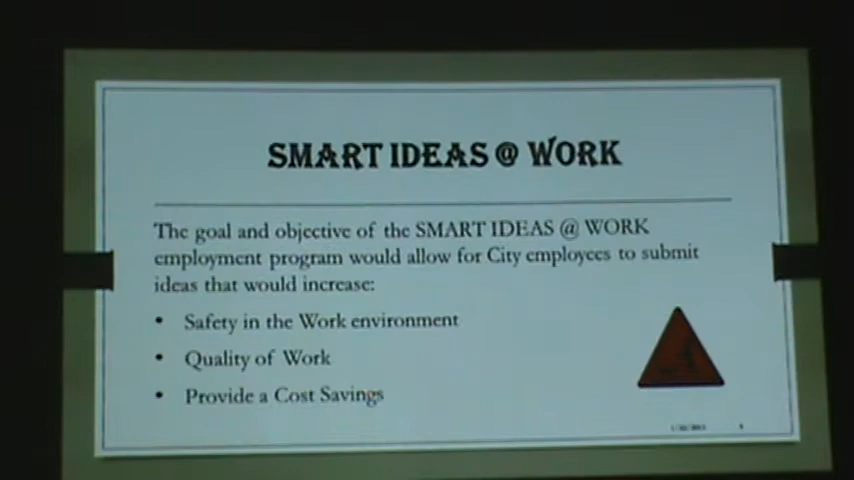 SMART IDEAS @ WORK
The goal and objective of the SMART IDEAS @ WORK
employment program would allow for City employees to submit
ideas that would increase:
• Safety in the Work environment
• Quality of Work
• Provide a Cost Savings